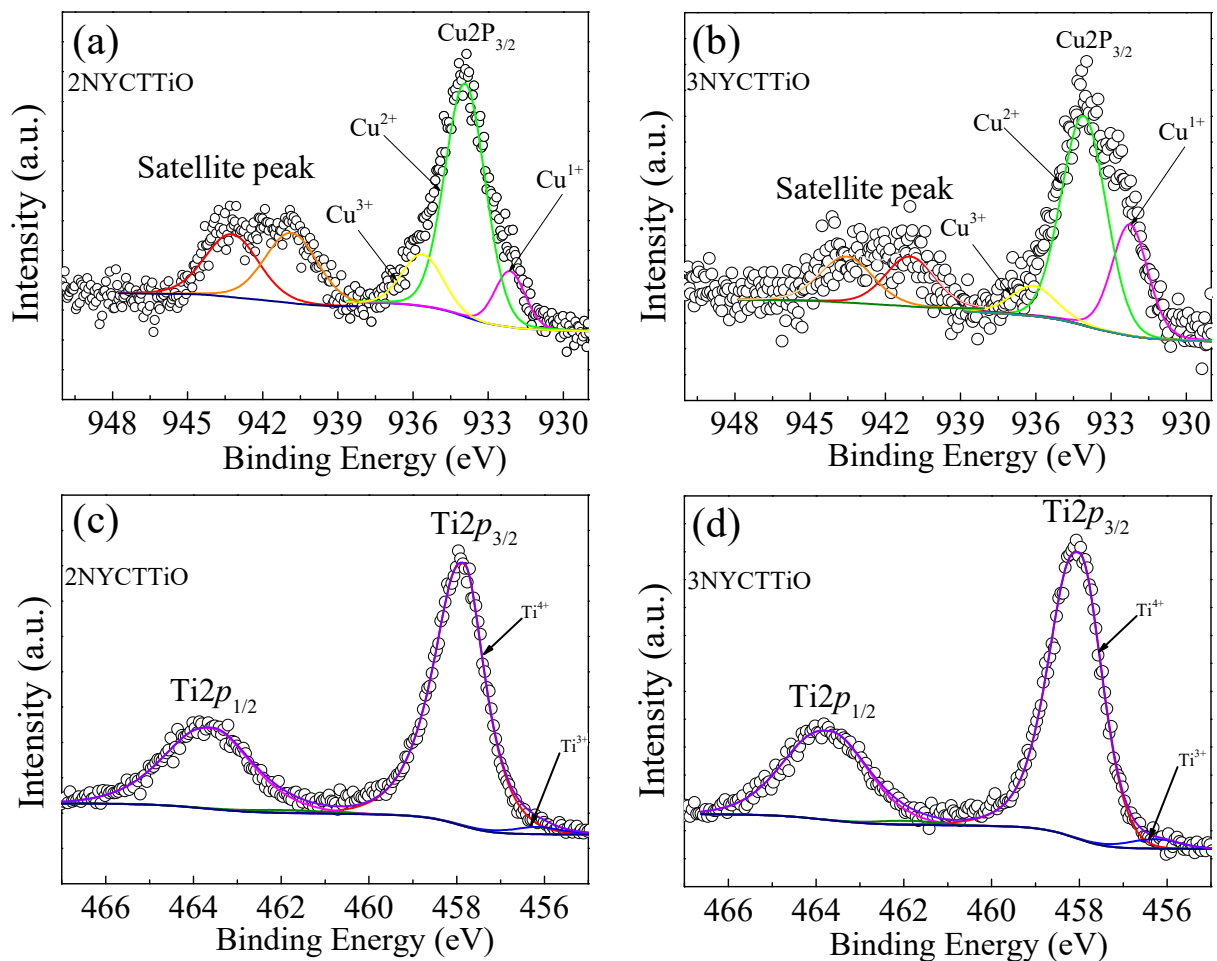 (a)
Cu2P3/2
2NYCTTiO
Cu2+
Satellite peak
Cu1+
Cu3+
Intensity (a.u.)
948 945 942 939 936 933 930
Binding Energy (eV)
(b)
Cu2P3/2
3NYCTTiO
Cu2+
Cu1+
Satellite peak
Cu3+
Intensity (a.u.)
948 945 942 939 936 933 930
Binding Energy (eV)
(c)
Ti2p3/2
2NYCTTiO
Ti4+
Ti2p1/2
Ti3+
Intensity (a.u.)
466 464 462 460 458 456
Binding Energy (eV)
(d)
Ti2p3/2
3NYCTTiO
Ti4+
Ti2p1/2
Ti3+
Intensity (a.u.)
466 464 462 460 458 456
Binding Energy (eV)